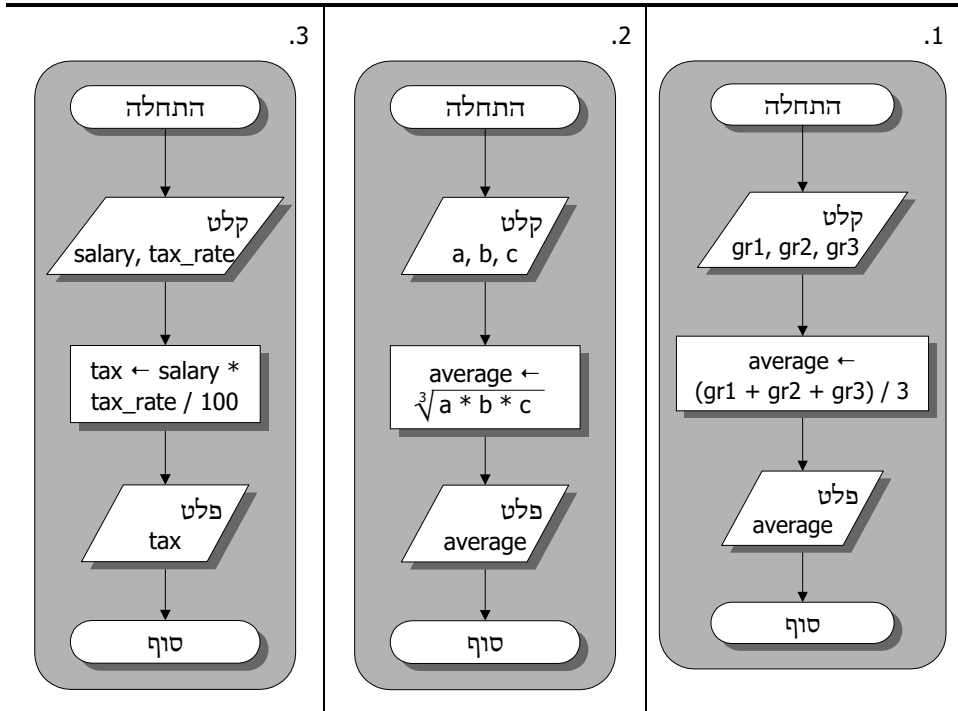 .1
התחלה
קלט
gr1, gr2, gr3
average ←
(gr1 + gr2 + gr3) / 3
פלט
average
סוף
.2
התחלה
קלט
a, b, c
average ←
∛a * b * c
פלט
average
סוף
.3
התחלה
קלט
salary, tax_rate
tax ← salary *
tax_rate / 100
פלט
tax
סוף